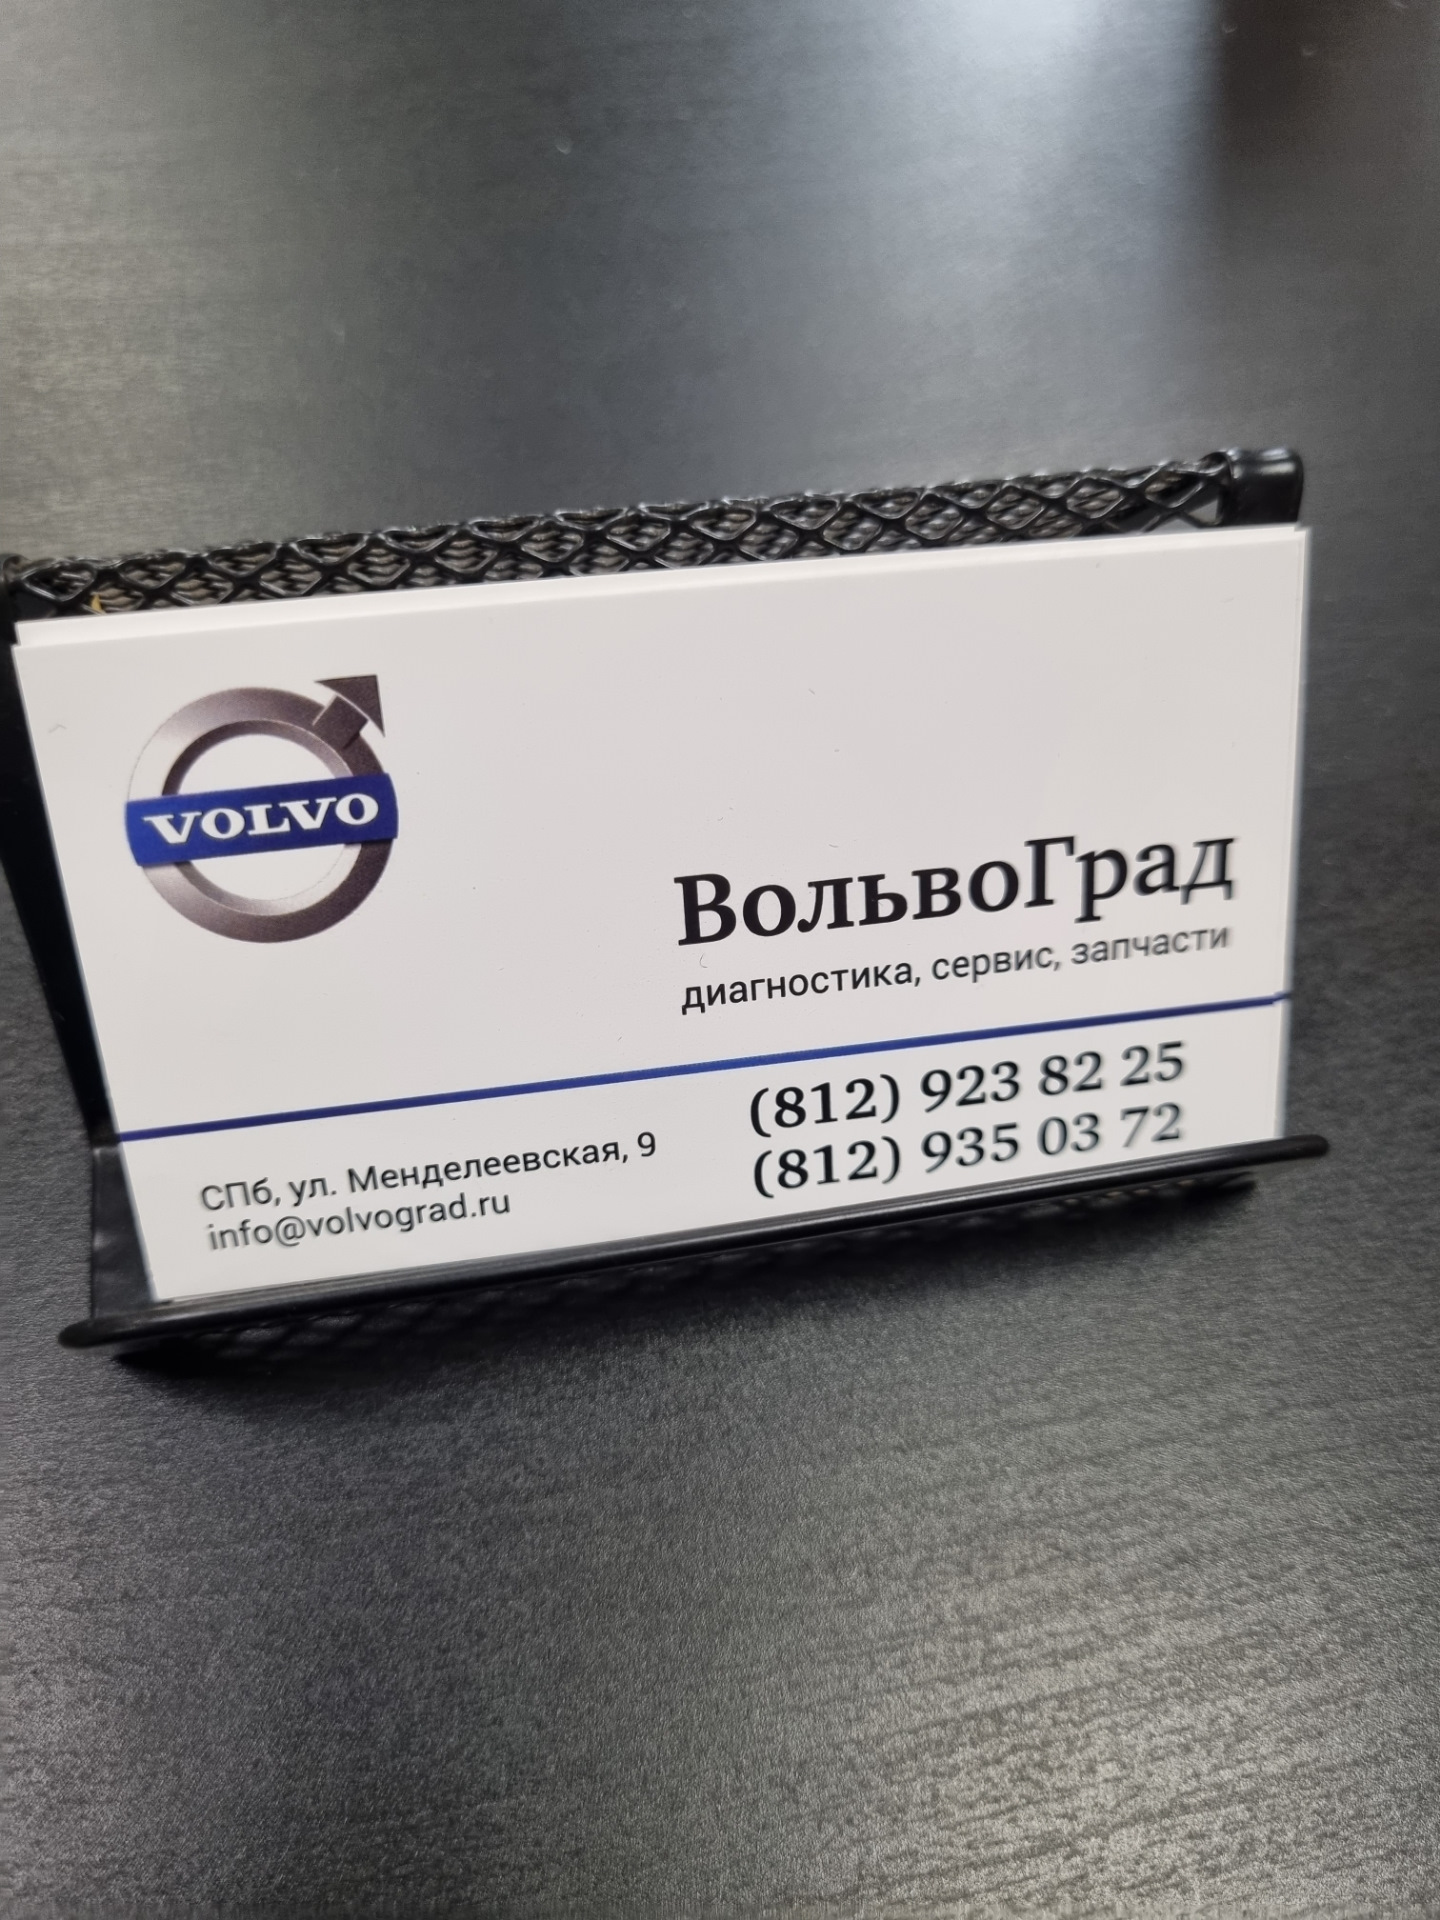 VOLVO
ВольвоГрад
диагностика, сервис, запчасти
СПб, ул. Менделеевская, 9
info@volvograd.ru
(812) 923 82 25
(812) 935 03 72